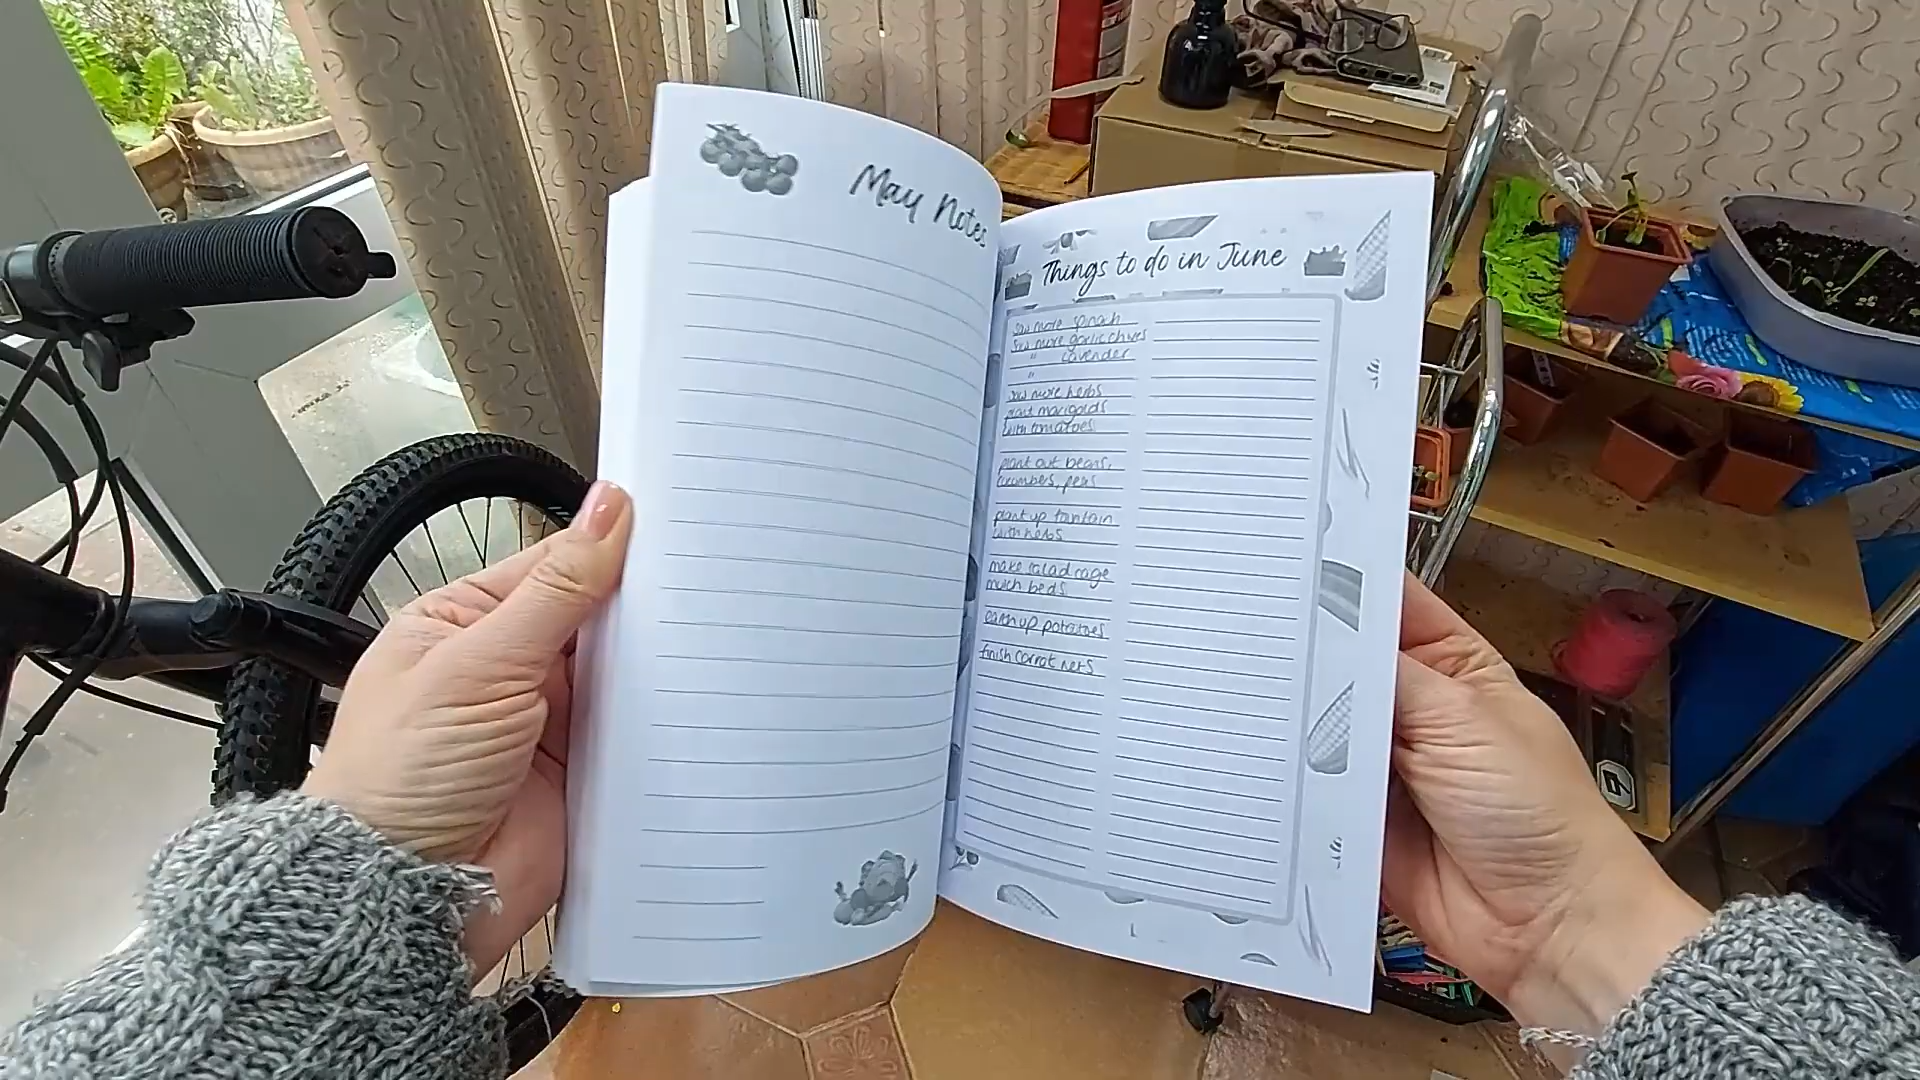 May Notes
Things to do in June
sow more spinach
sow more garlic chives
" Lavender
"
sow more herbs
plant marigolds
with tomatoes
plant out beans,
cucumbers, peas
plant up fountain
with herbs
make salad cage
mulch beds
earth up potatoes
finish carrot nets